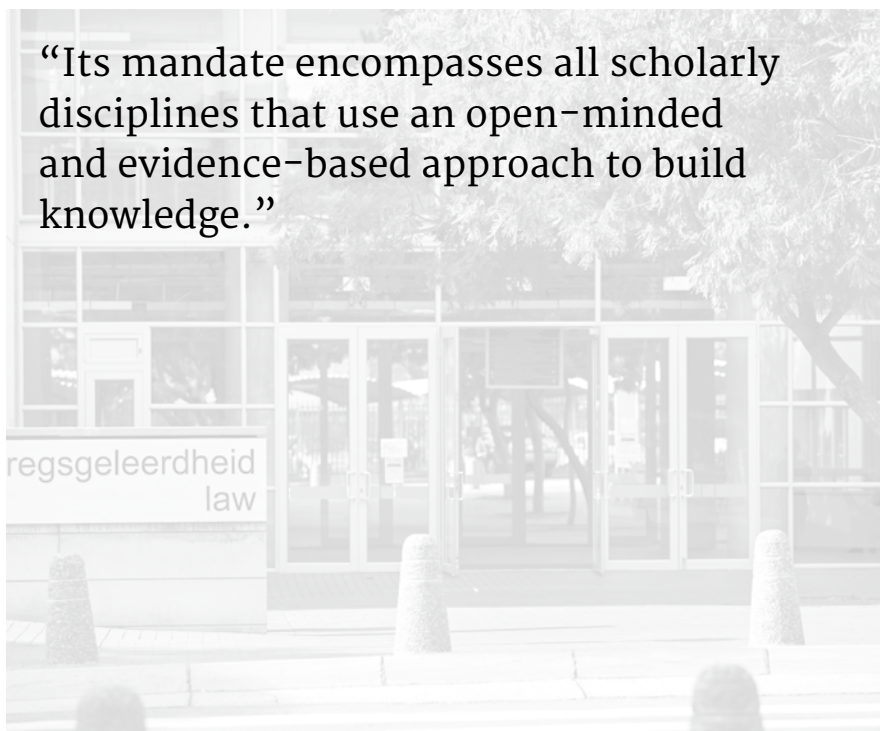 “Its mandate encompasses all scholarly
disciplines that use an open-minded
and evidence-based approach to build
knowledge.”
regsgeleerdheid
law